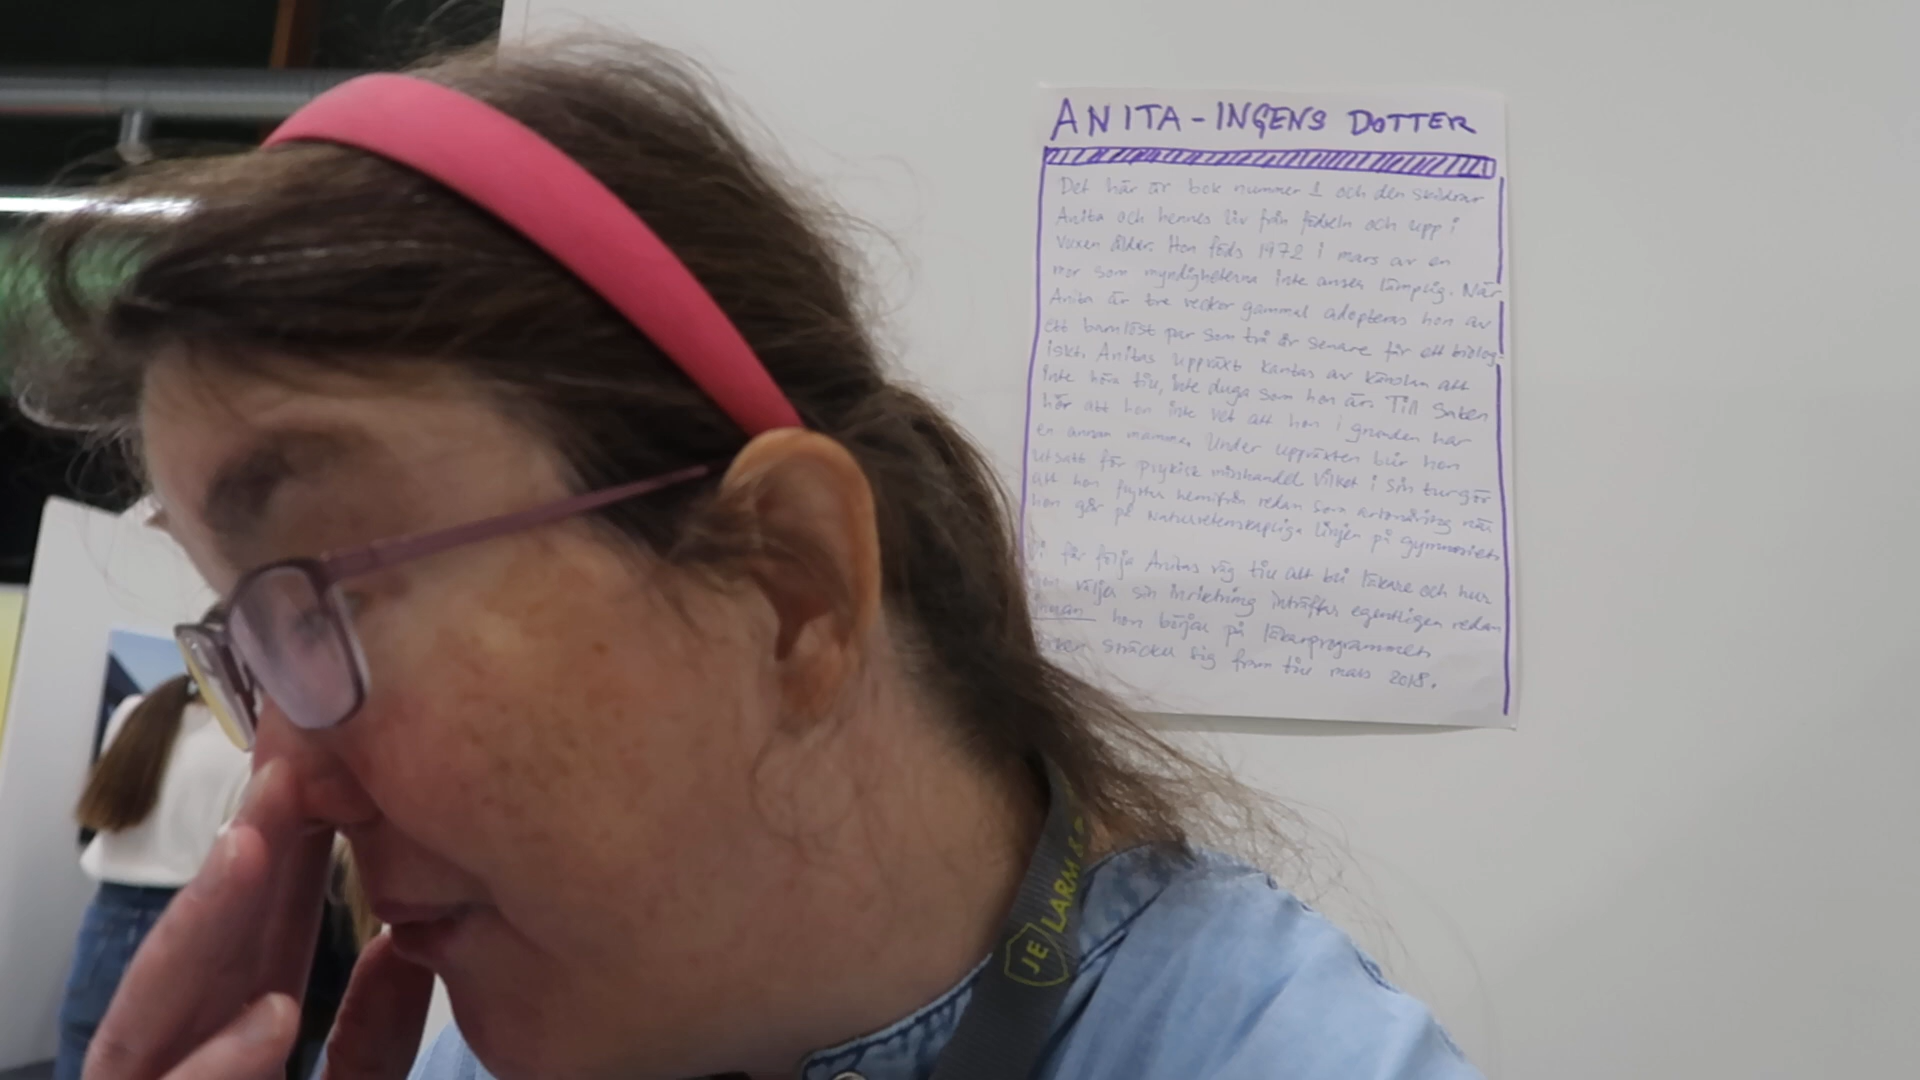 ANITA - INGENS DOTTER
Det här är bok nummer 1 och den skildrar
Anita och hennes liv från födseln och upp i
vuxen ålder. Hon föds 1972 i mars av en
mor som myndigheterna inte anser lämplig. När
Anita är tre veckor gammal adopteras hon av
ett barnlöst par som två år senare får ett biolog-
iskt. Anitas uppväxt kantas av känslan att
inte höra till, inte duga som hon är. Till saken
hör att hon inte vet att hon i grunden har
en annan mamma. Under uppväxten blir hon
utsatt för psykisk misshandel vilket i sin tur gör
att hon flyttar hemifrån redan som artonåring när
hon går på Naturvetenskapliga linjen på gymnasiet.
Vi får följa Anitas väg till att bli läkare och hur
hon väljer sin inriktning inträffar egentligen redan
innan hon börjar på läkarprogrammet.
sträcker sig fram till mars 2018.
JE LARM &